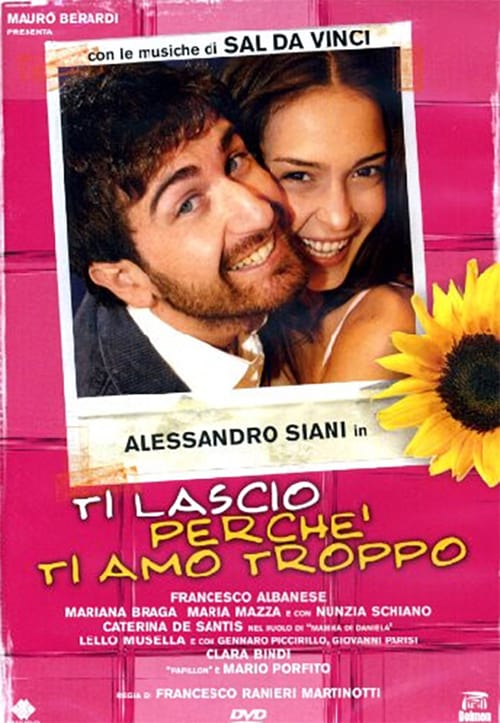 MAURO BERARDI
PRESENTA
con le musiche di SAL DA VINCI
ALESSANDRO SIANI in
TI LASCIO
PERCHE'
TI AMO TROPPO
FRANCESCO ALBANESE
MARIANA BRAGA MARIA MAZZA E CON NUNZIA SCHIANO
CATERINA DE SANTIS NEL RUOLO DI "MAMMA DI DANIELA"
LELLO MUSELLA E CON GENNARO PICCIRILLO, GIOVANNI PARISI
CLARA BINDI
"PAPILLON" E MARIO PORFITO
REGIA DI FRANCESCO RANIERI MARTINOTTI
DVD
Dolmen